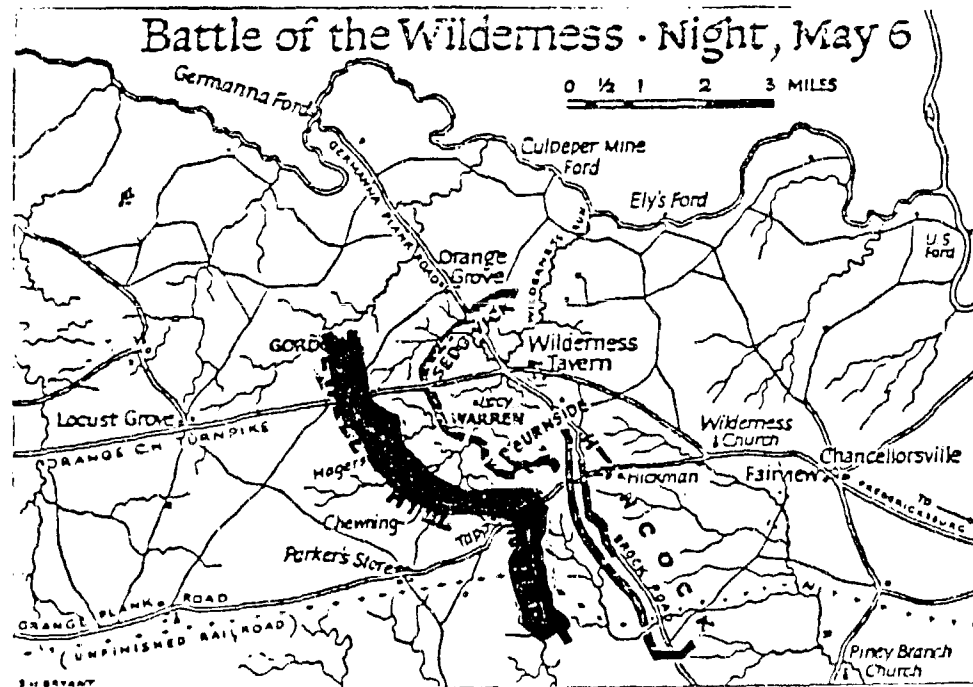 Battle of the Wilderness · Night, May 6
0 ½ 1 2 3 MILES
Germanna Ford
Culpeper Mine
Ford
Ely's Ford
U.S.
Ford
GERMANNA PLANK ROAD
WILDERNESS RUN
Orange
Grove
SEDGWICK
Wilderness
Tavern
GORDON
Locust Grove
ORANGE C.H. TURNPIKE
Lacy
WARREN
BURNSIDE
HANCOCK
Wilderness
Church
Chancellorsville
Fairview
Hickman
TO
FREDERICKSBURG
Hagerson
Chewning
Tapp
Parker's Store
BROCK ROAD
ORANGE PLANK ROAD
(UNFINISHED RAILROAD)
Piney Branch
Church